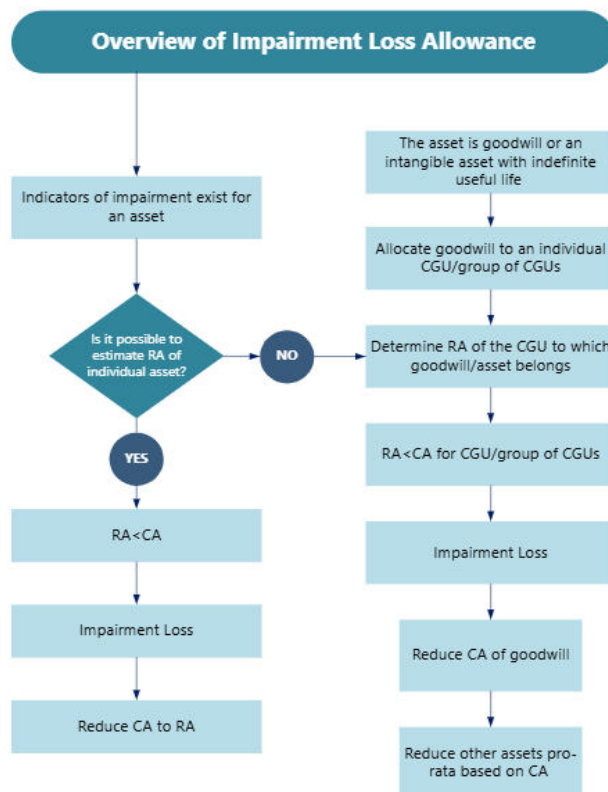 Overview of Impairment Loss Allowance
Indicators of impairment exist for
an asset
Is it possible to
estimate RA of
individual asset?
NO
YES
RA<CA
Impairment Loss
Reduce CA to RA
The asset is goodwill or an
intangible asset with indefinite
useful life
Allocate goodwill to an individual
CGU/group of CGUs
Determine RA of the CGU to which
goodwill/asset belongs
RA<CA for CGU/group of CGUs
Impairment Loss
Reduce CA of goodwill
Reduce other assets pro-
rata based on CA